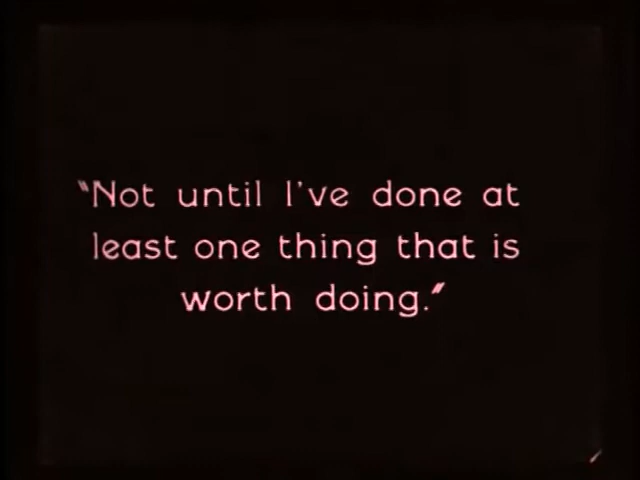 "Not until I've done at
least one thing that is
worth doing."